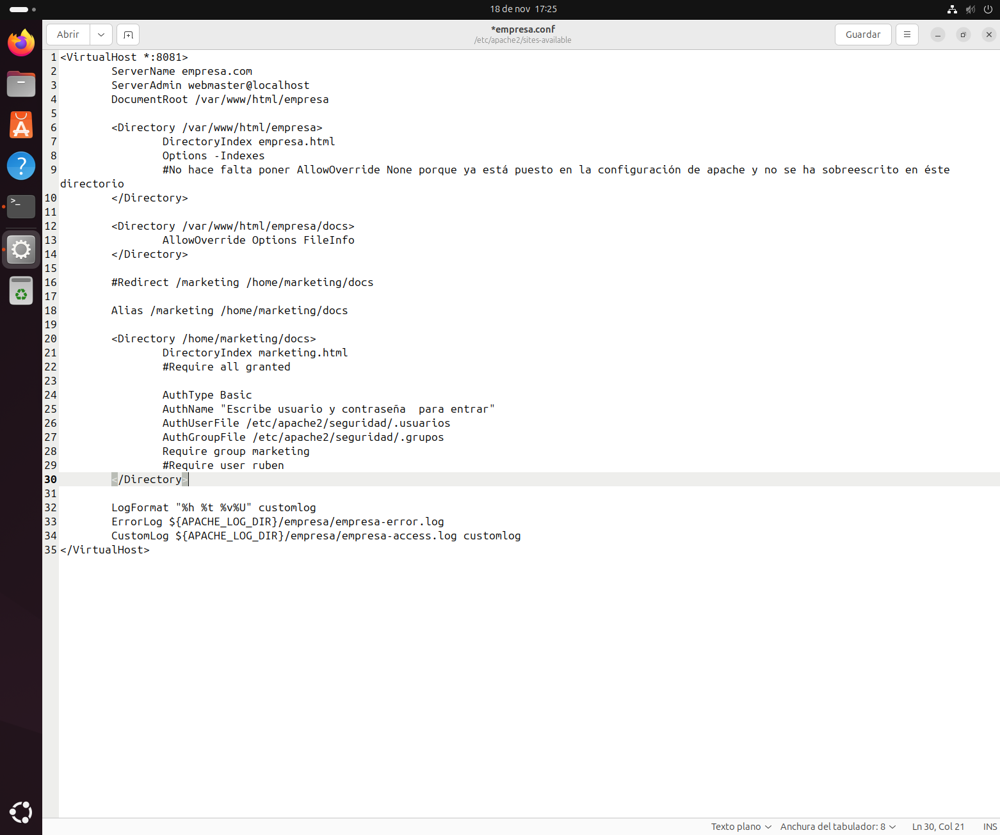 18 de nov 17:25
Abrir
*empresa.conf
/etc/apache2/sites-available
Guardar
1 <VirtualHost *:8081>
2 ServerName empresa.com
3 ServerAdmin webmaster@localhost
4 DocumentRoot /var/www/html/empresa
5
6 <Directory /var/www/html/empresa>
7 DirectoryIndex empresa.html
8 Options -Indexes
9 #No hace falta poner AllowOverride None porque ya está puesto en la configuración de apache y no se ha sobreescrito en éste
directorio
10 </Directory>
11
12 <Directory /var/www/html/empresa/docs>
13 AllowOverride Options FileInfo
14 </Directory>
15
16 #Redirect /marketing /home/marketing/docs
17
18 Alias /marketing /home/marketing/docs
19
20 <Directory /home/marketing/docs>
21 DirectoryIndex marketing.html
22 #Require all granted
23
24 AuthType Basic
25 AuthName "Escribe usuario y contraseña  para entrar"
26 AuthUserFile /etc/apache2/seguridad/.usuarios
27 AuthGroupFile /etc/apache2/seguridad/.grupos
28 Require group marketing
29 #Require user ruben
30 </Directory>
31
32 LogFormat "%h %t %v%U" customlog
33 ErrorLog ${APACHE_LOG_DIR}/empresa/empresa-error.log
34 CustomLog ${APACHE_LOG_DIR}/empresa/empresa-access.log customlog
35 </VirtualHost>
Texto plano Anchura del tabulador: 8 Ln 30, Col 21 INS